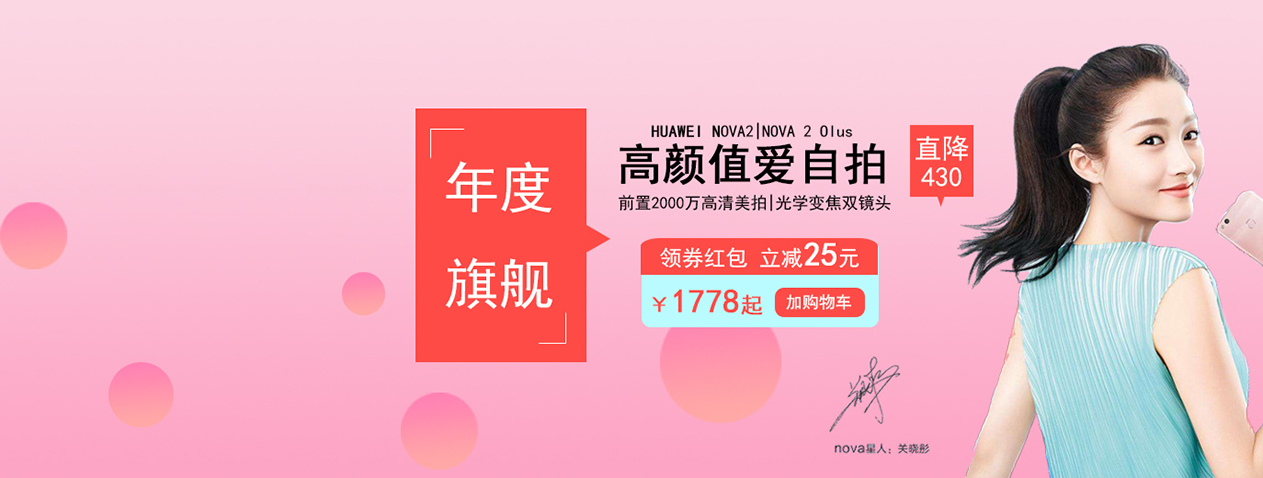 年度
旗舰
HUAWEI NOVA2|NOVA 2 Olus
高颜值爱自拍
前置2000万高清美拍|光学变焦双镜头
直降
430
领券红包 立减25元
￥1778起 加购物车
nova星人：关晓彤